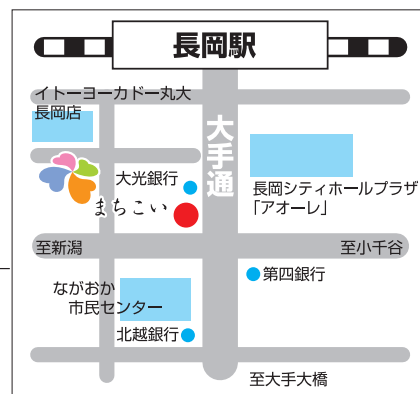 長岡駅
イトーヨーカドー丸大
長岡店
大手通
大光銀行
まちこい
長岡シティホールプラザ
「アオーレ」
至新潟
至小千谷
第四銀行
ながおか
市民センター
北越銀行
至大手大橋